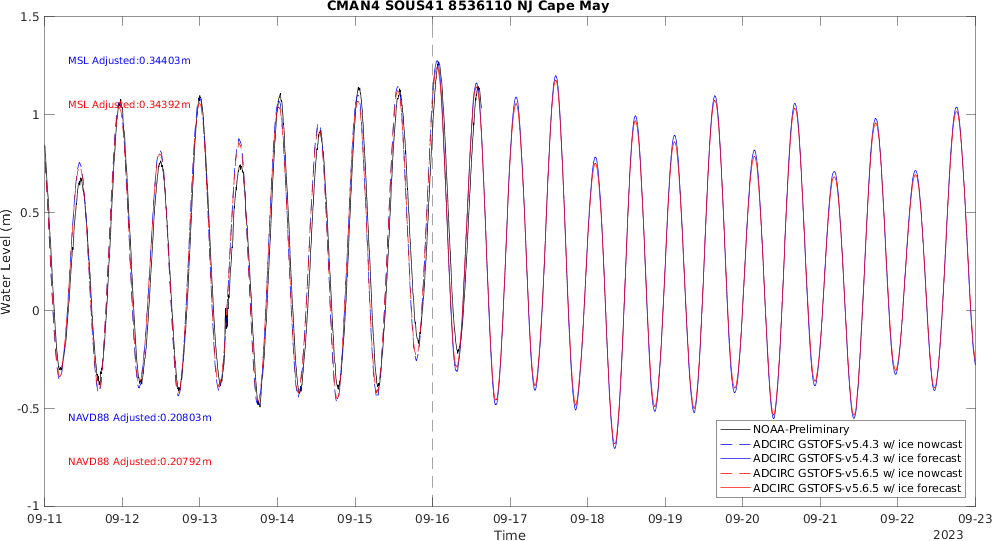 CMAN4 SOUS41 8536110 NJ Cape May
1.5
MSL Adjusted:0.34403m
MSL Adjusted:0.34392m
1
0.5
Water Level (m)
0
-0.5
NAVD88 Adjusted:0.20803m
NAVD88 Adjusted:0.20792m
NOAA-Preliminary
ADCIRC GSTOFS-v5.4.3 w/ ice nowcast
ADCIRC GSTOFS-v5.4.3 w/ ice forecast
ADCIRC GSTOFS-v5.6.5 w/ ice nowcast
ADCIRC GSTOFS-v5.6.5 w/ ice forecast
-1
09-11 09-12 09-13 09-14 09-15 09-16 09-17 09-18 09-19 09-20 09-21 09-22 09-23
Time
2023